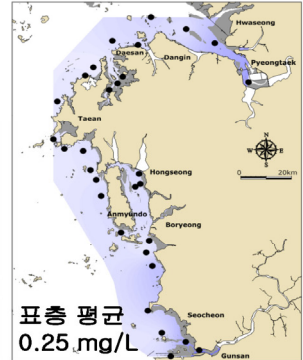 Hwaseong
Daesan
Dangin
Pyeongtaek
Taean
N
W E
S
0 20km
Hongseong
Anmyundo
Boryeong
표층 평균
0.25 mg/L
Seocheon
Gunsan